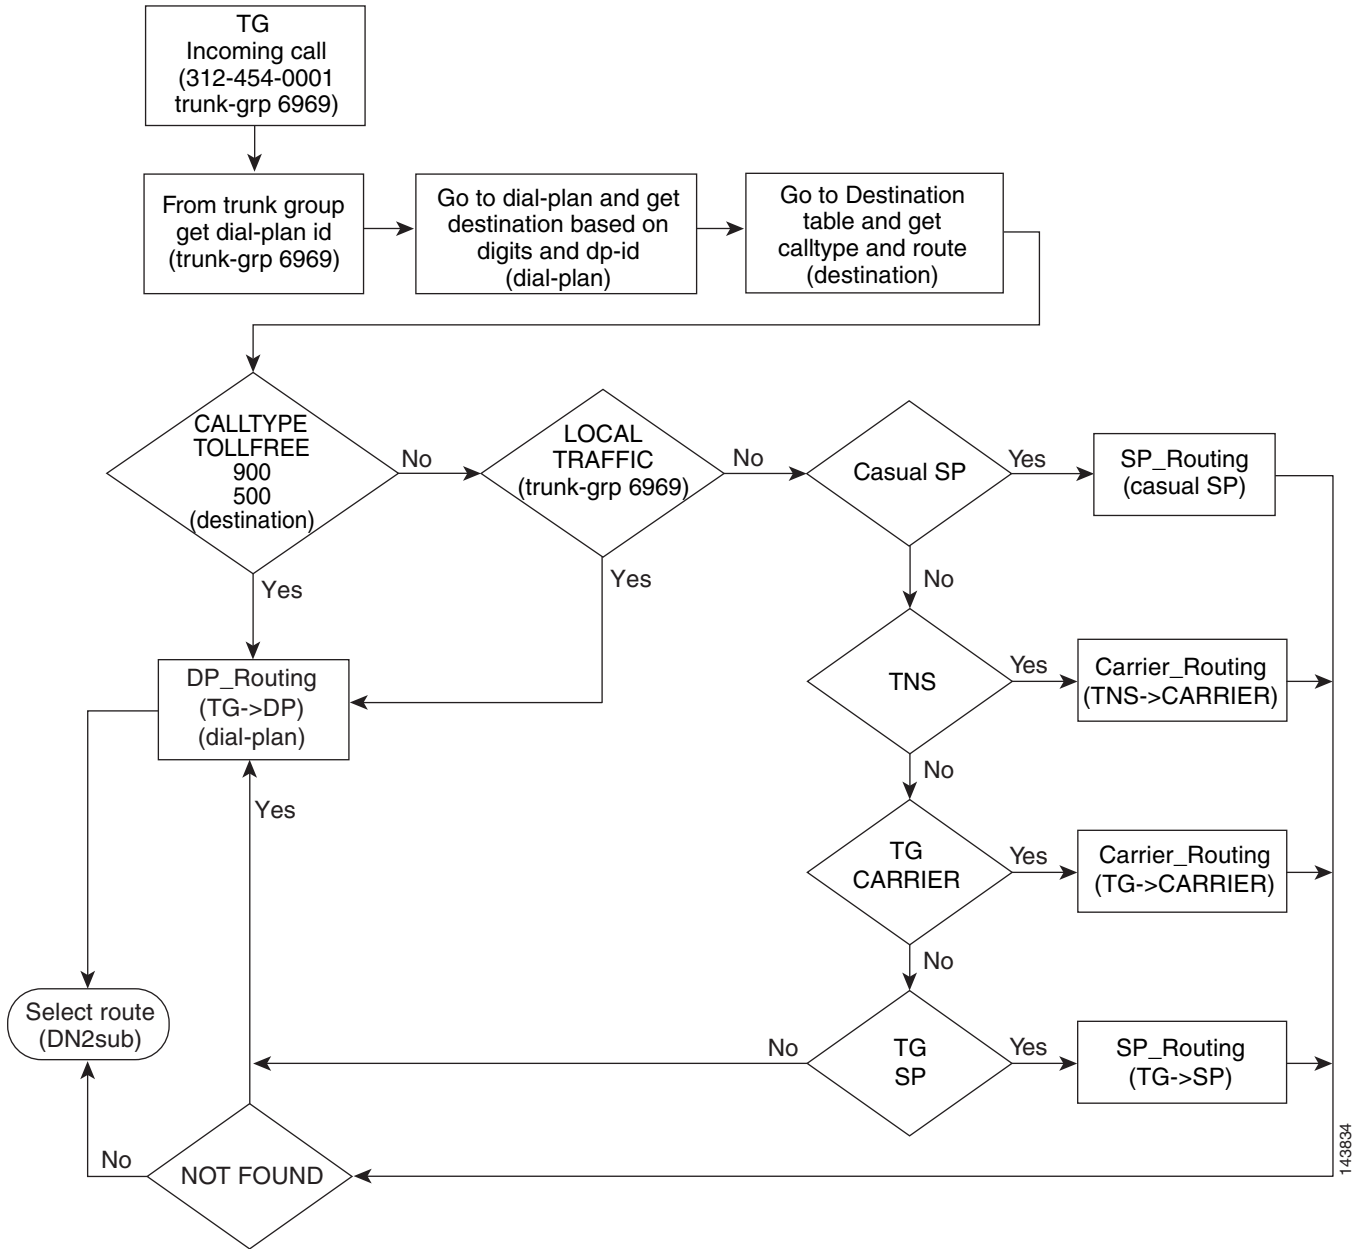 TG
Incoming call
(312-454-0001
trunk-grp 6969)
From trunk group
get dial-plan id
(trunk-grp 6969)
Go to dial-plan and get
destination based on
digits and dp-id
(dial-plan)
Go to Destination
table and get
calltype and route
(destination)
CALLTYPE
TOLLFREE
900
500
(destination)
No
Yes
LOCAL
TRAFFIC
(trunk-grp 6969)
No
Yes
Casual SP
Yes
No
SP_Routing
(casual SP)
DP_Routing
(TG->DP)
(dial-plan)
Yes
TNS
Yes
No
Carrier_Routing
(TNS->CARRIER)
TG
CARRIER
Yes
No
Carrier_Routing
(TG->CARRIER)
Select route
(DN2sub)
No
TG
SP
Yes
SP_Routing
(TG->SP)
No
NOT FOUND
143834